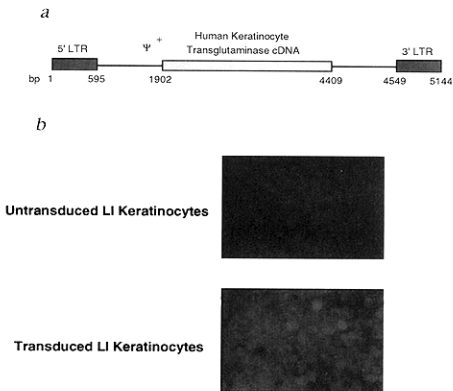 a
Human Keratinocyte
Transglutaminase cDNA
5' LTR
Ψ +
3' LTR
bp 1 595 1902 4409 4549 5144
b
Untransduced LI Keratinocytes
Transduced LI Keratinocytes